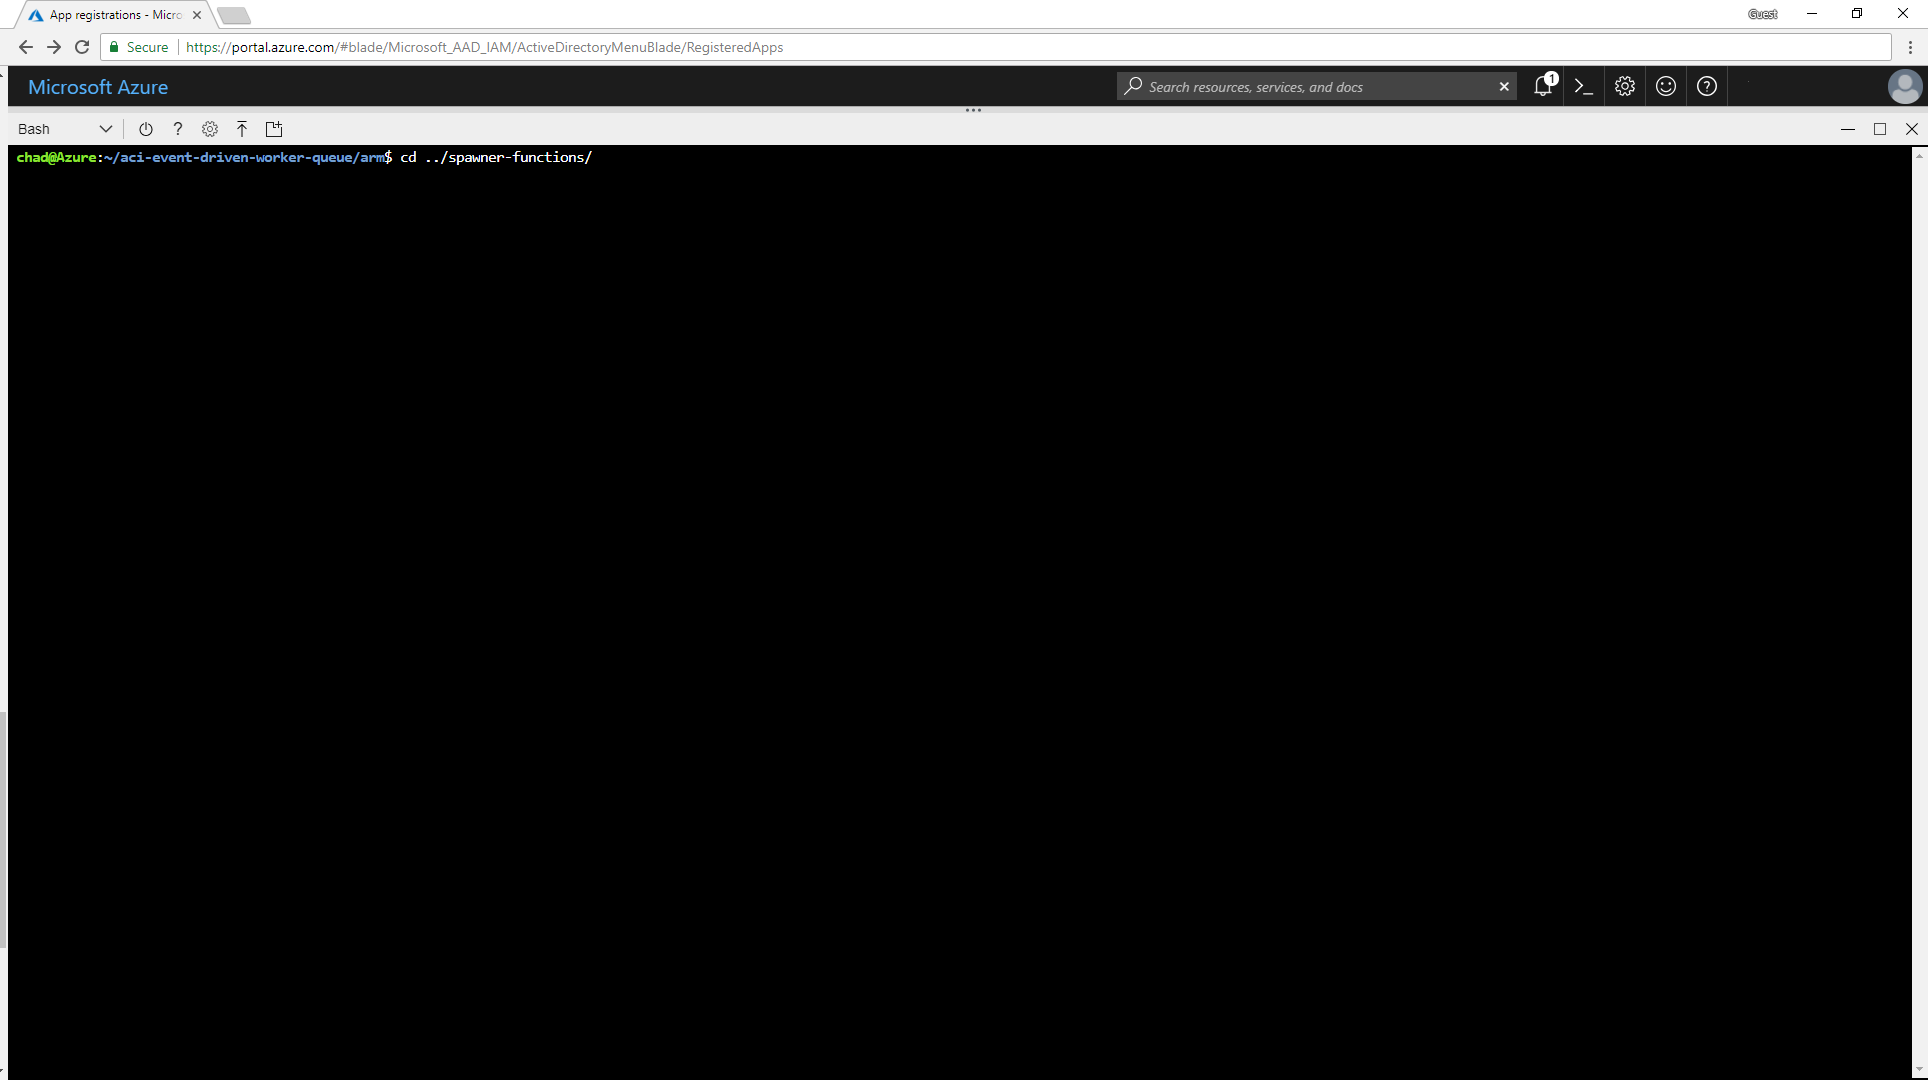 App registrations - Micro
Guest
Secure
https://portal.azure.com/#blade/Microsoft_AAD_IAM/ActiveDirectoryMenuBlade/RegisteredApps
Microsoft Azure
Search resources, services, and docs
1
Bash
chad@Azure:~/aci-event-driven-worker-queue/arm$ cd ../spawner-functions/